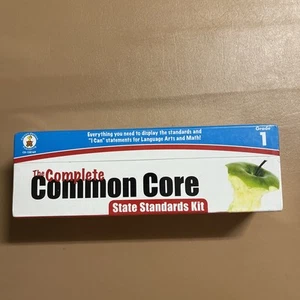 Everything you need to display the standards and
"I Can" statements for Language Arts and Math!
Grade
1
The Complete
Common Core
State Standards Kit